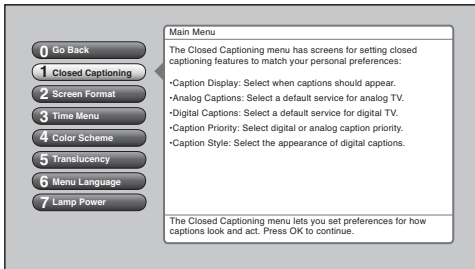 0 Go Back
1 Closed Captioning
2 Screen Format
3 Time Menu
4 Color Scheme
5 Translucency
6 Menu Language
7 Lamp Power
Main Menu
The Closed Captioning menu has screens for setting closed
captioning features to match your personal preferences:
•Caption Display: Select when captions should appear.
•Analog Captions: Select a default service for analog TV.
•Digital Captions: Select a default service for digital TV.
•Caption Priority: Select digital or analog caption priority.
•Caption Style: Select the appearance of digital captions.
The Closed Captioning menu lets you set preferences for how
captions look and act. Press OK to continue.